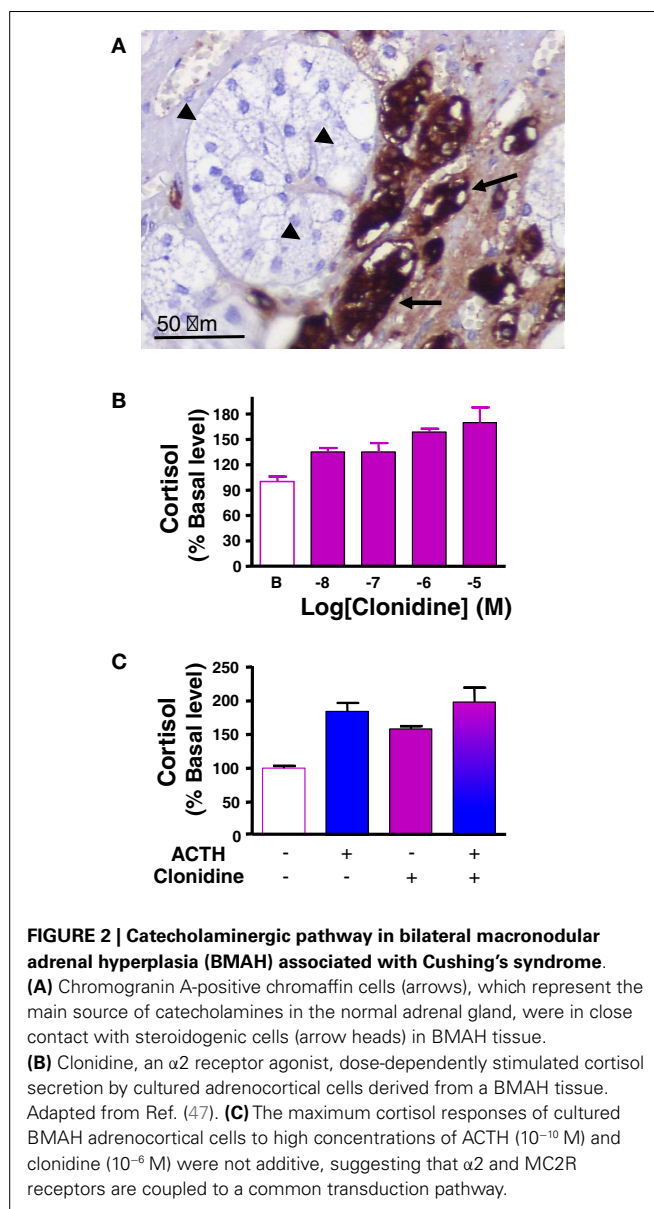 A
50 �m
B
180
150
120
90
60
30
0
Cortisol
(% Basal level)
B -8 -7 -6 -5
Log[Clonidine] (M)
C
250
200
150
100
50
0
Cortisol
(% Basal level)
ACTH - + - +
Clonidine - - + +
FIGURE 2 | Catecholaminergic pathway in bilateral macronodular
adrenal hyperplasia (BMAH) associated with Cushing's syndrome.
(A) Chromogranin A-positive chromaffin cells (arrows), which represent the
main source of catecholamines in the normal adrenal gland, were in close
contact with steroidogenic cells (arrow heads) in BMAH tissue.
(B) Clonidine, an α2 receptor agonist, dose-dependently stimulated cortisol
secretion by cultured adrenocortical cells derived from a BMAH tissue.
Adapted from Ref. (47). (C) The maximum cortisol responses of cultured
BMAH adrenocortical cells to high concentrations of ACTH (10⁻¹⁰ M) and
clonidine (10⁻⁶ M) were not additive, suggesting that α2 and MC2R
receptors are coupled to a common transduction pathway.